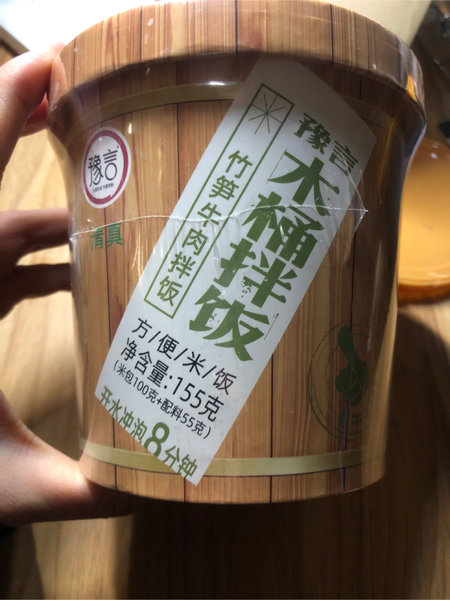 豫言
清真
豫言
木桶拌饭
竹笋牛肉拌饭
方/便/米/饭
净含量:155克
(米包100克+配料55克)
开水冲泡8分钟